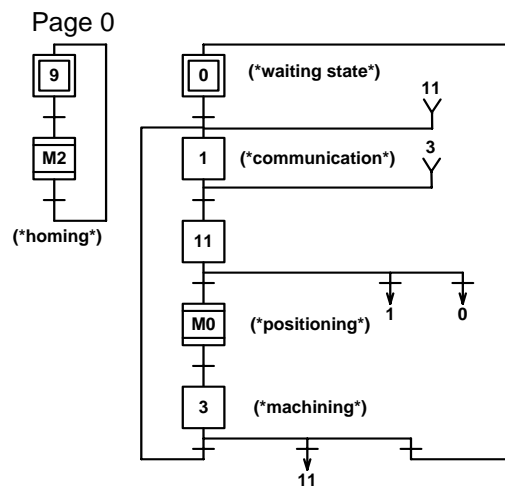 Page 0
9
0
(*waiting state*)
11
M2
1
(*communication*)
3
(*homing*)
11
1
0
M0
(*positioning*)
3
(*machining*)
11